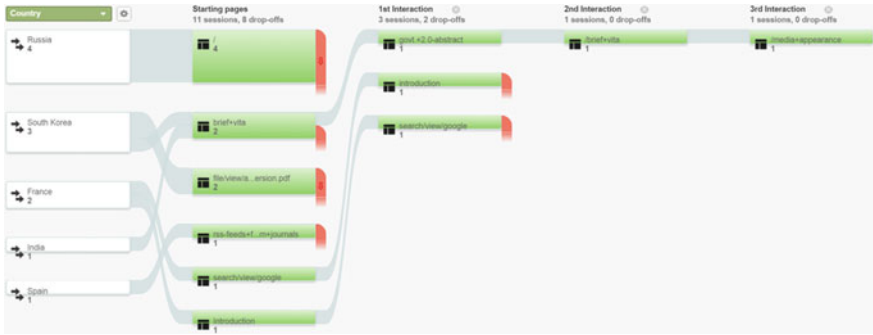 Country
Starting pages
11 sessions, 8 drop-offs
1st Interaction
3 sessions, 2 drop-offs
2nd Interaction
1 sessions, 0 drop-offs
3rd Interaction
1 sessions, 0 drop-offs
Russia
4
/
4
govt.+2.0-abstract
1
/brief+vita
1
/media+appearance
1
introduction
1
South Korea
3
brief+vita
2
search/view/google
1
file/view/a...ersion.pdf
2
France
2
rss-feeds+f...m+journals
1
India
1
search/view/google
1
Spain
1
introduction
1